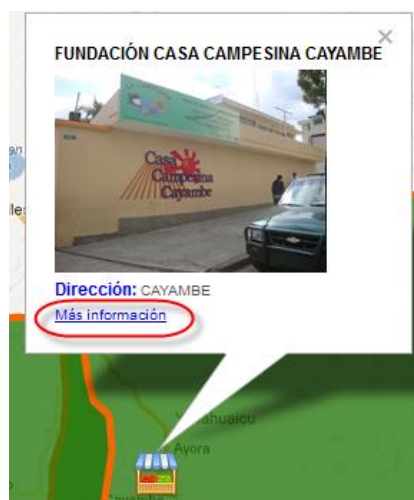 FUNDACIÓN CASA CAMPESINA CAYAMBE
Casa
Campesina
Cayambe
Dirección: CAYAMBE
Más información
Ayora